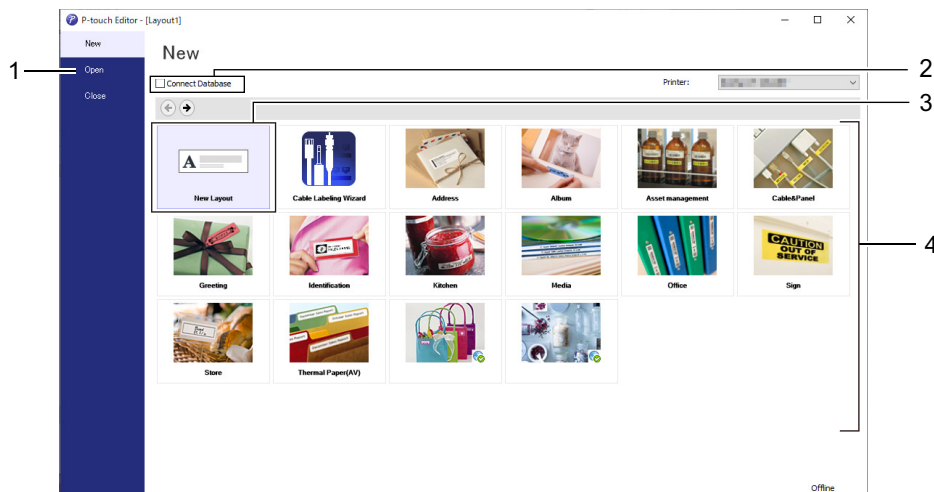 P-touch Editor - [Layout1]
New
Open
Close
New
Connect Database
Printer:
1
2
3
4
New Layout
Cable Labeling Wizard
Address
Album
Asset management
Cable&Panel
CAUTION
OUT OF
SERVICE
Greeting
Identification
Kitchen
Media
Office
Sign
Store
Thermal Paper(AV)
Offline